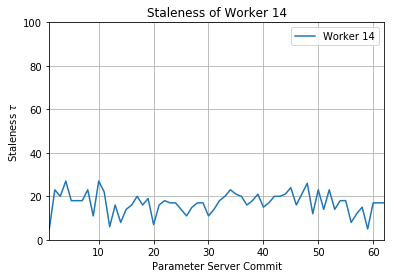 Staleness of Worker 14
Worker 14
100
80
60
40
20
0
Staleness τ
10 20 30 40 50 60
Parameter Server Commit